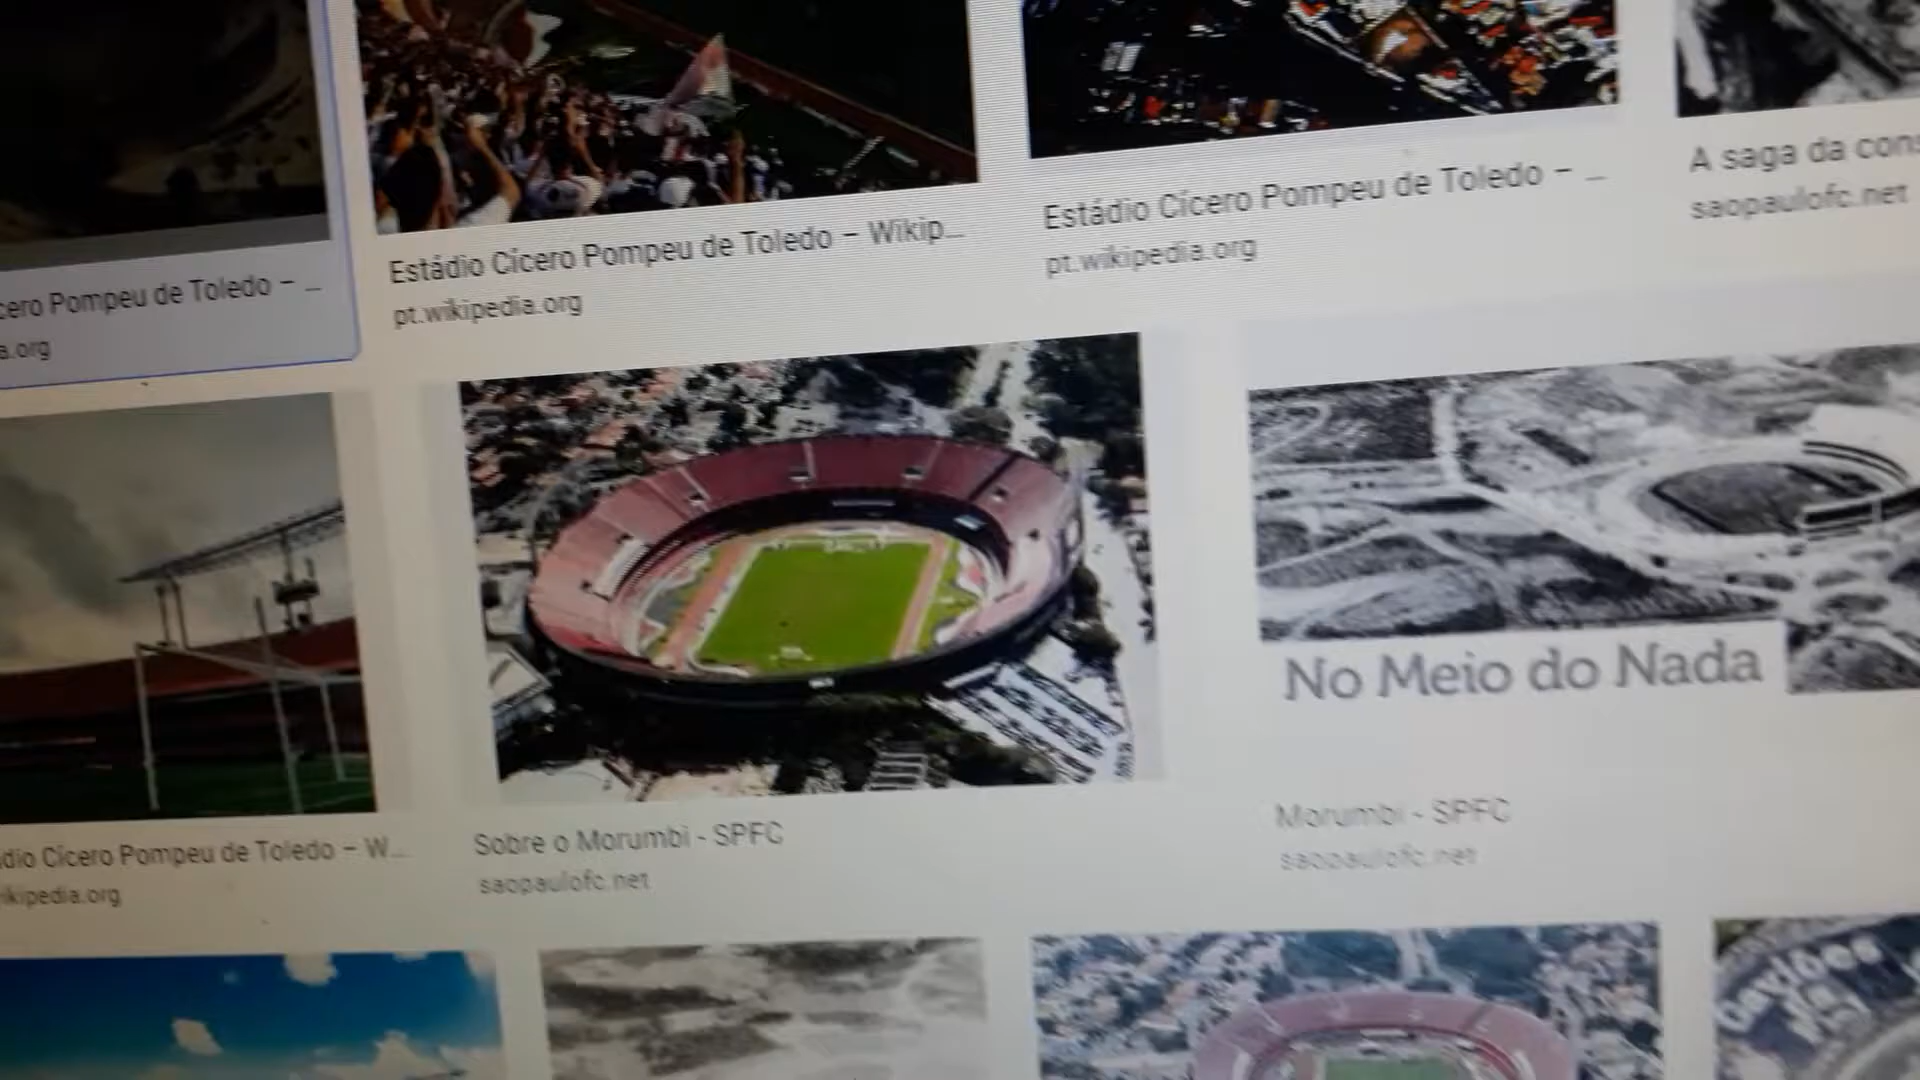 cero Pompeu de Toledo – ...
a.org
Estádio Cícero Pompeu de Toledo – Wikip...
pt.wikipedia.org
Estádio Cícero Pompeu de Toledo – ...
pt.wikipedia.org
A saga da cons
saopaulofc.net
dio Cícero Pompeu de Toledo – W...
ikipedia.org
Sobre o Morumbi - SPFC
saopaulofc.net
No Meio do Nada
Morumbi - SPFC
saopaulofc.net